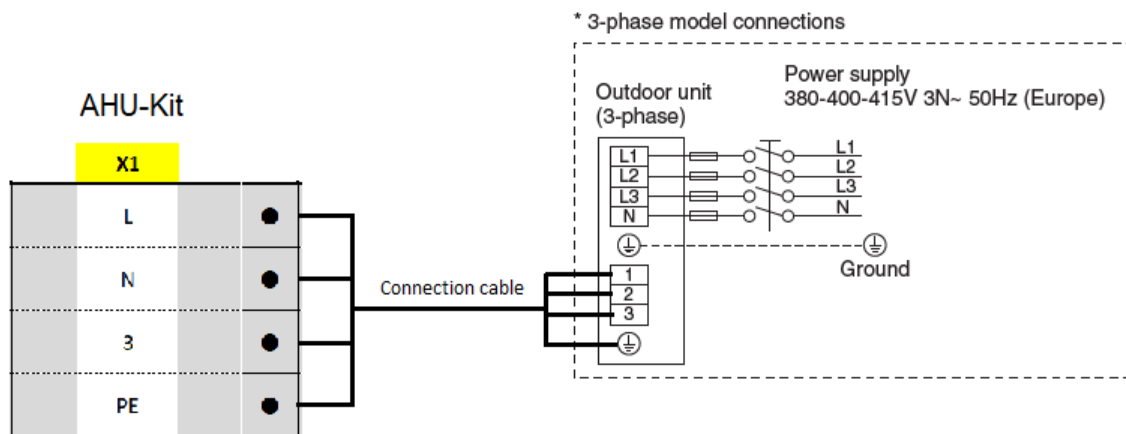 * 3-phase model connections
Power supply
380-400-415V 3N~ 50Hz (Europe)
Outdoor unit
(3-phase)
AHU-Kit
X1
L1
L1
L2
L2
L3
L3
N
N
L
Ground
N
1
Connection cable
2
3
3
PE